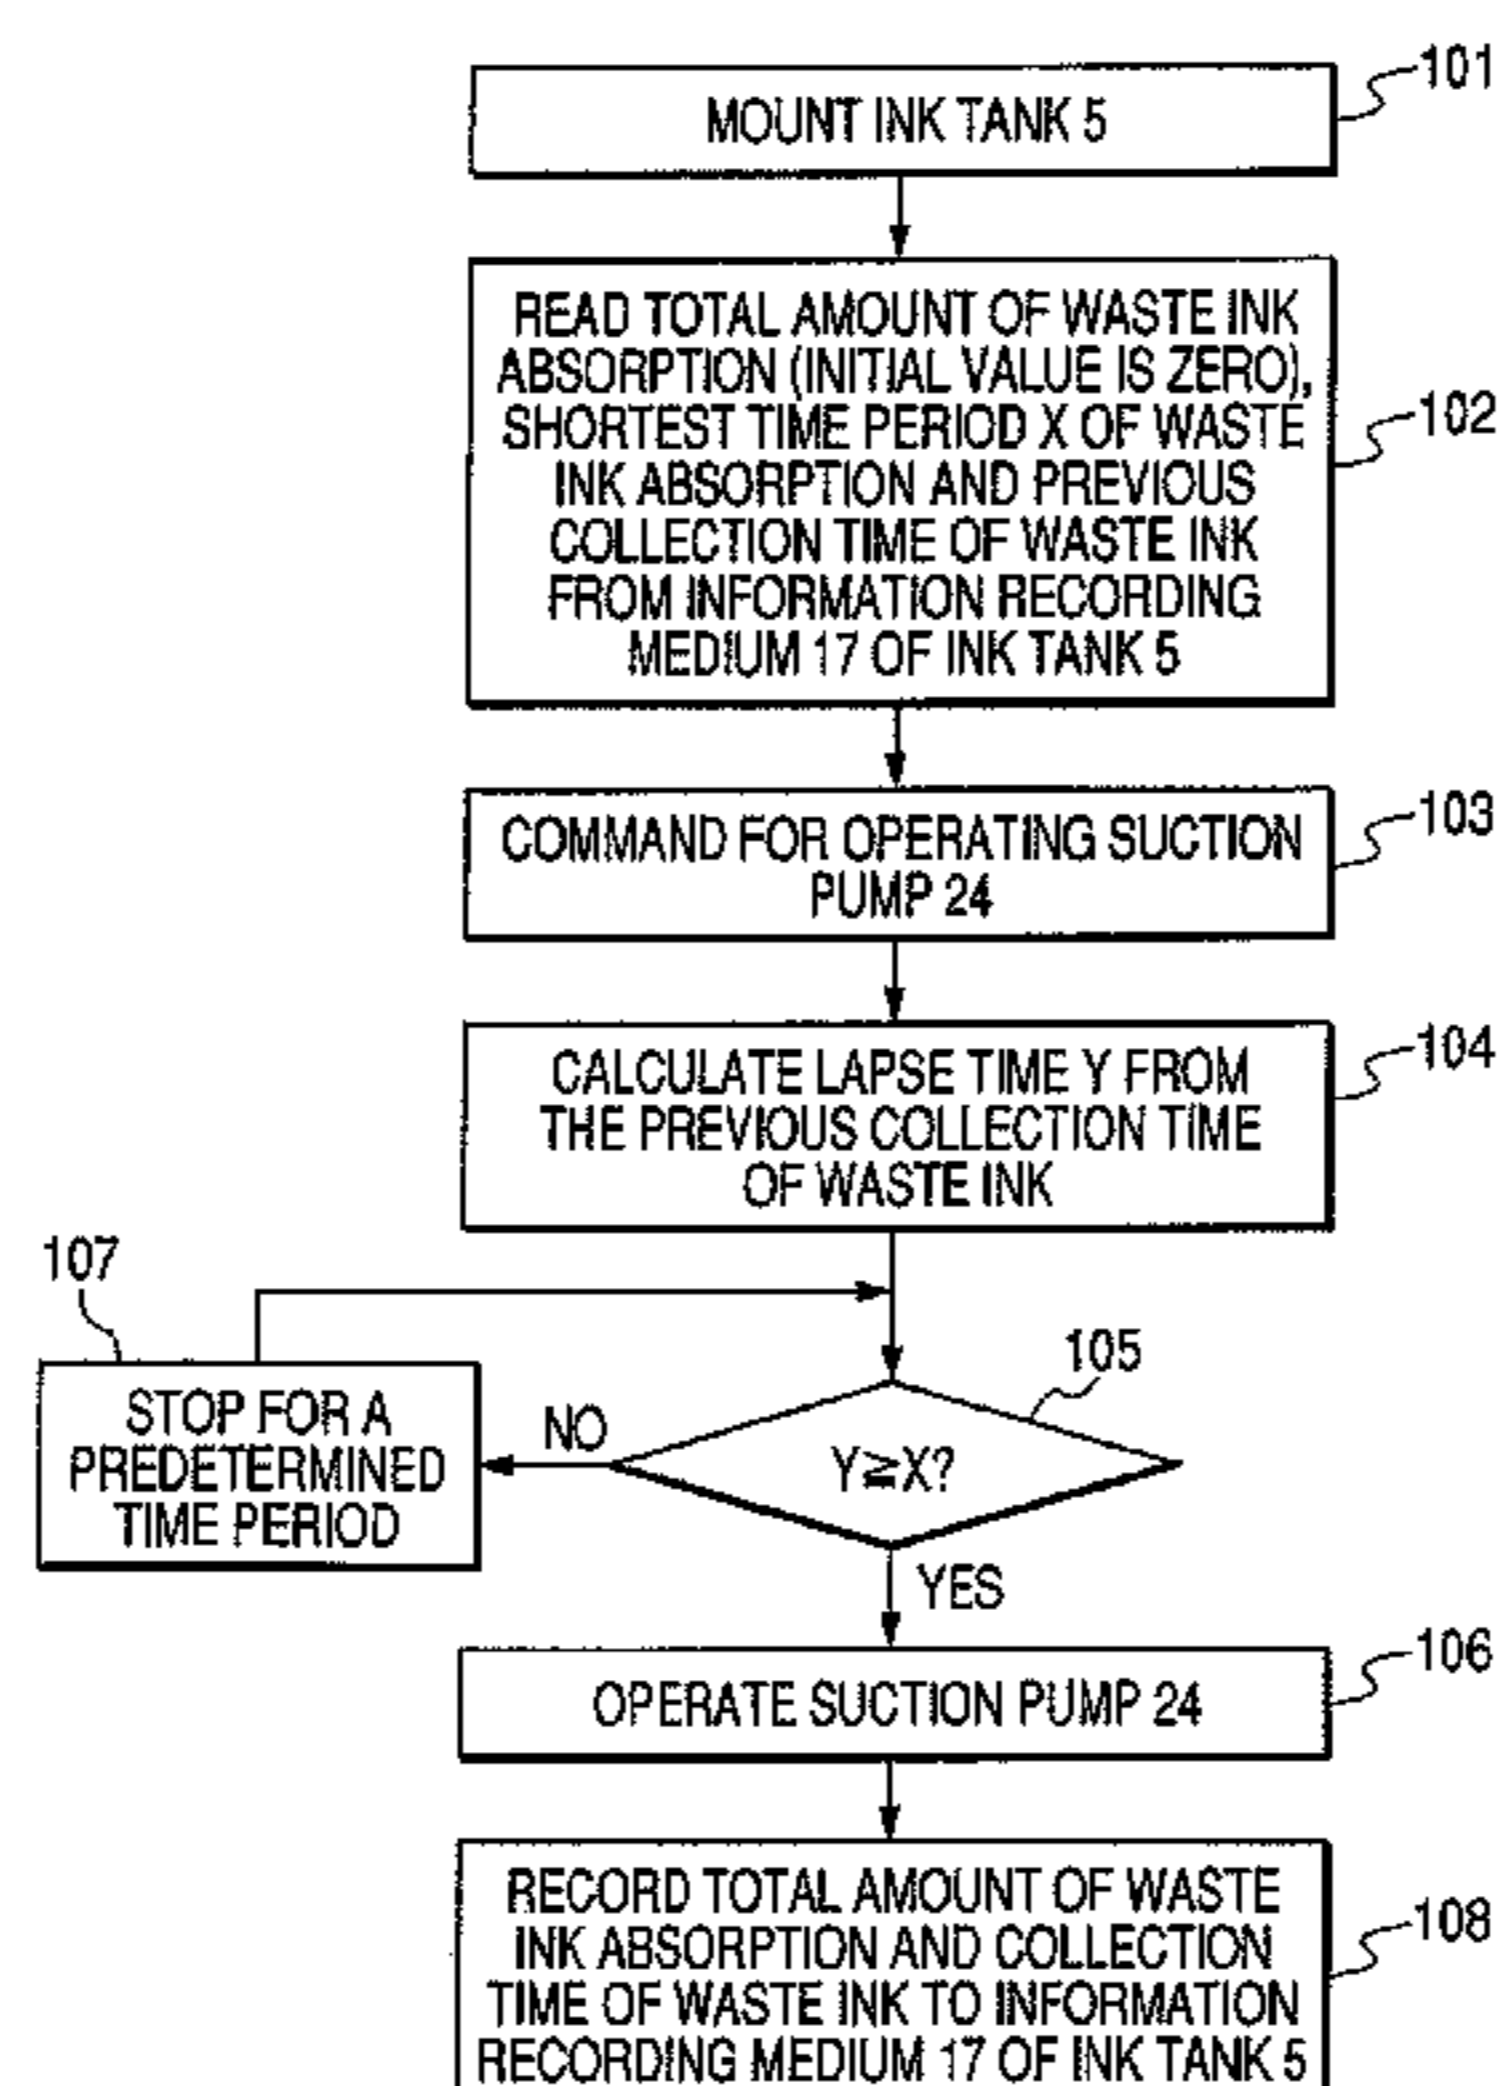 101
MOUNT INK TANK 5
READ TOTAL AMOUNT OF WASTE INK
ABSORPTION (INITIAL VALUE IS ZERO),
SHORTEST TIME PERIOD X OF WASTE
INK ABSORPTION AND PREVIOUS
COLLECTION TIME OF WASTE INK
FROM INFORMATION RECORDING
MEDIUM 17 OF INK TANK 5
102
COMMAND FOR OPERATING SUCTION
PUMP 24
103
CALCULATE LAPSE TIME Y FROM
THE PREVIOUS COLLECTION TIME
OF WASTE INK
104
107
STOP FOR A
PREDETERMINED
TIME PERIOD
NO
105
Y≧X?
YES
106
OPERATE SUCTION PUMP 24
RECORD TOTAL AMOUNT OF WASTE
INK ABSORPTION AND COLLECTION
TIME OF WASTE INK TO INFORMATION
RECORDING MEDIUM 17 OF INK TANK 5
108